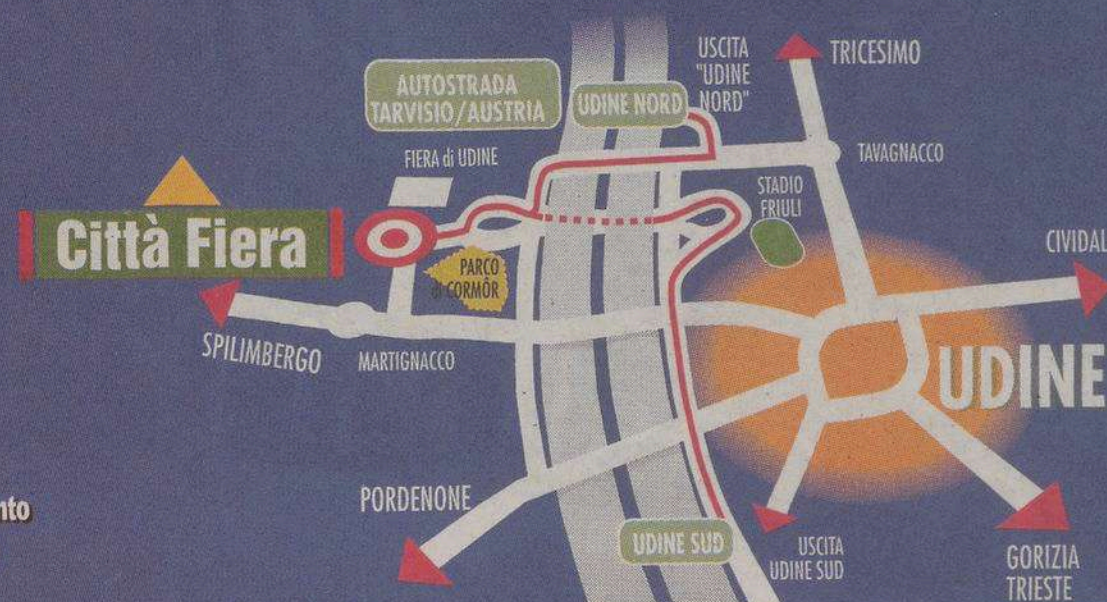 USCITA
"UDINE
NORD"
TRICESIMO
AUTOSTRADA
TARVISIO/AUSTRIA
UDINE NORD
FIERA di UDINE
TAVAGNACCO
STADIO
FRIULI
Città Fiera
PARCO
di CORMÔR
CIVIDAL
SPILIMBERGO
MARTIGNACCO
UDINE
PORDENONE
nto
UDINE SUD
USCITA
UDINE SUD
GORIZIA
TRIESTE